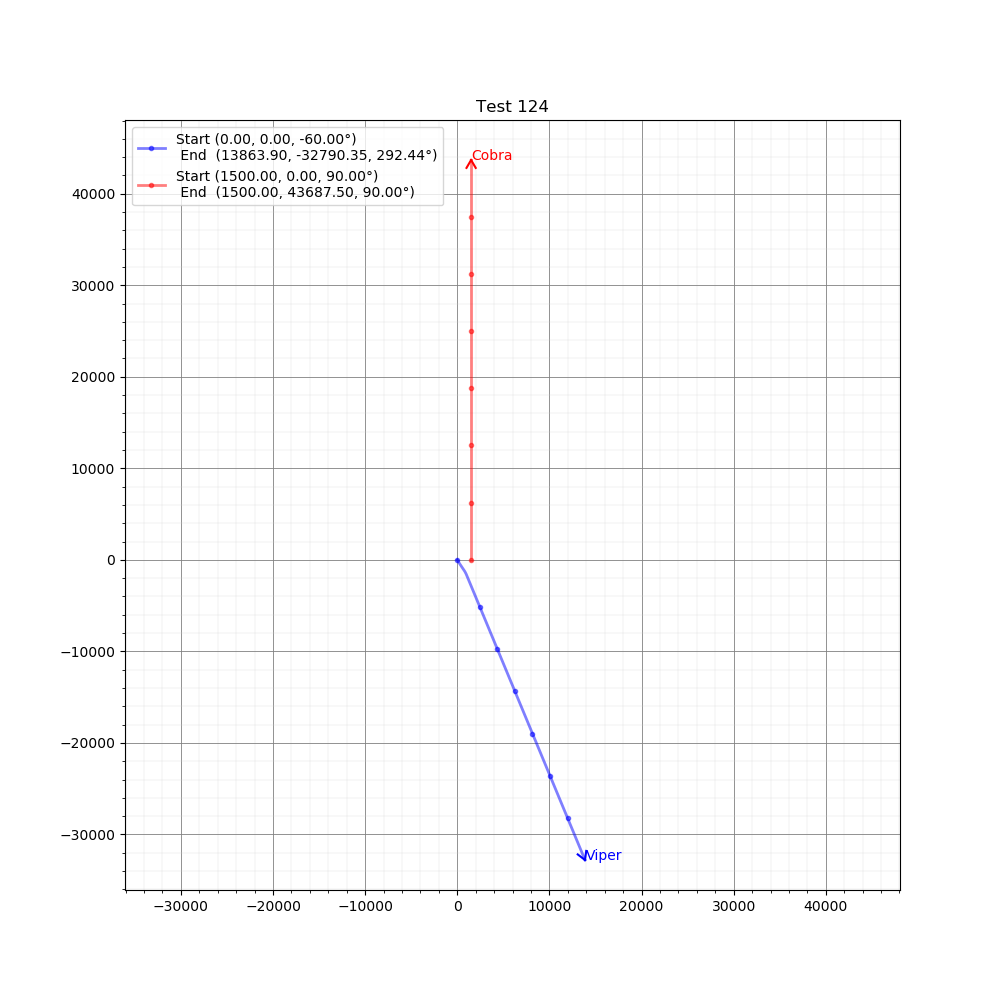 Test 124
Start (0.00, 0.00, -60.00°)
End  (13863.90, -32790.35, 292.44°)
Start (1500.00, 0.00, 90.00°)
End  (1500.00, 43687.50, 90.00°)
Cobra
40000
30000
20000
10000
0
−10000
−20000
−30000
Viper
−30000 −20000 −10000 0 10000 20000 30000 40000